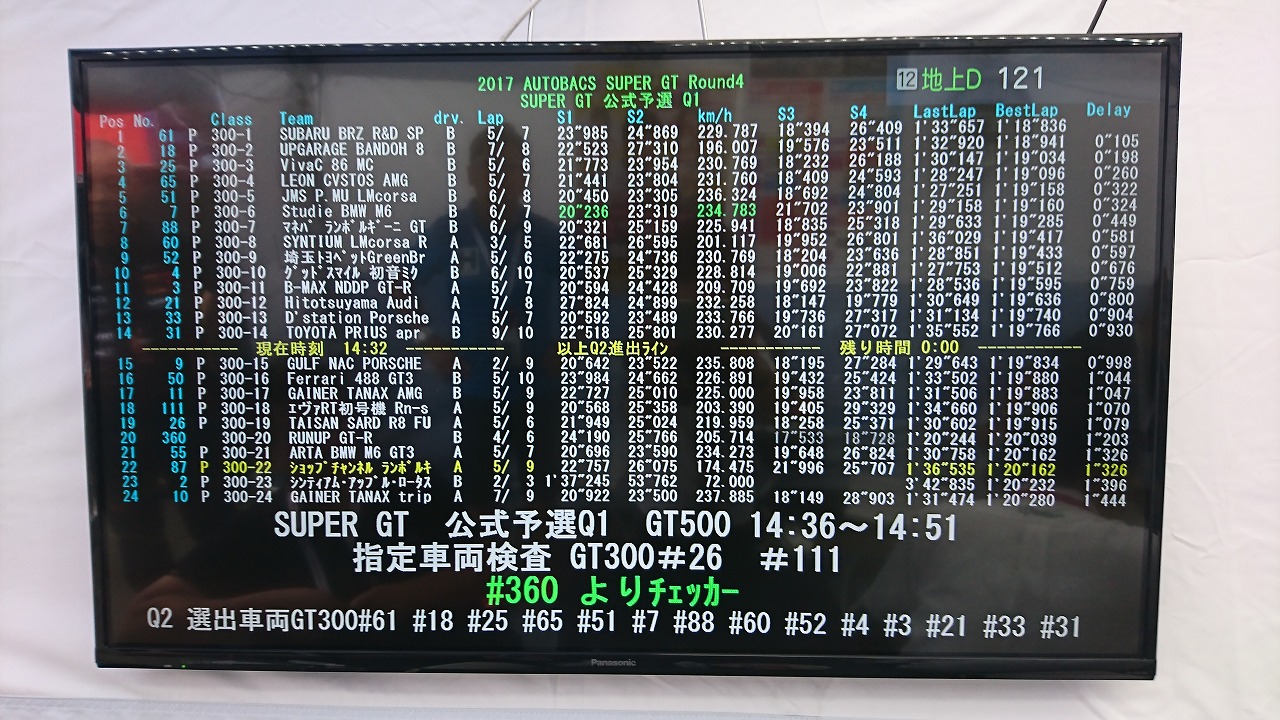 12 地上D 121
2017 AUTOBACS SUPER GT Round4
SUPER GT 公式予選 Q1
Pos No. Class Team drv. Lap S1 S2 km/h S3 S4 LastLap BestLap Delay
1 61 P 300-1 SUBARU BRZ R&D SP B 5/ 7 23"985 24"869 229.787 18"394 26"409 1'33"657 1'18"836
2 18 P 300-2 UPGARAGE BANDOH 8 B 7/ 8 22"523 27"310 196.007 19"576 23"511 1'32"920 1'18"941 0"105
3 25 P 300-3 VivaC 86 MC B 5/ 7 21"773 23"954 230.769 18"232 26"188 1'30"147 1'19"034 0"198
4 65 P 300-4 LEON CVSTOS AMG B 6/ 7 21"441 23"804 231.760 18"409 24"593 1'28"247 1'19"096 0"260
5 51 P 300-5 JMS P.MU LMcorsa B 6/ 8 20"450 23"305 236.324 18"692 24"804 1'27"251 1'19"158 0"322
6 7 P 300-6 Studie BMW M6 B 6/ 7 20"236 23"319 234.783 21"702 23"901 1'29"158 1'19"160 0"324
7 88 P 300-7 ﾏﾈﾊﾟ ﾗﾝﾎﾞﾙｷﾞｰﾆ GT B 6/ 9 20"321 25"159 225.941 18"835 25"318 1'29"633 1'19"285 0"449
8 60 P 300-8 SYNTIUM LMcorsa R A 3/ 5 22"681 26"595 201.117 19"952 26"801 1'36"029 1'19"417 0"581
9 52 P 300-9 埼玉ﾄﾖﾍﾟｯﾄGreenBr A 5/ 6 22"275 24"736 230.769 18"204 23"636 1'28"851 1'19"433 0"597
10 4 P 300-10 ｸﾞｯﾄﾞｽﾏｲﾙ 初音ﾐｸ B 6/ 10 20"537 25"329 228.814 19"006 22"881 1'27"753 1'19"512 0"676
11 3 P 300-11 B-MAX NDDP GT-R A 5/ 7 20"594 24"428 209.709 19"692 23"822 1'28"536 1'19"595 0"759
12 21 P 300-12 Hitotsuyama Audi A 7/ 8 27"824 24"899 232.258 18"147 19"779 1'30"649 1'19"636 0"800
13 33 P 300-13 D'station Porsche A 5/ 7 20"592 23"489 233.766 19"736 27"317 1'31"134 1'19"740 0"904
14 31 P 300-14 TOYOTA PRIUS apr B 9/ 10 22"518 25"801 230.277 20"161 27"072 1'35"552 1'19"766 0"930
------------ 現在時刻 14:32 ------------ 以上Q2進出ﾗｲﾝ ------------ 残り時間 0:00 ------------
15 9 P 300-15 GULF NAC PORSCHE A 2/ 9 20"642 23"522 235.808 18"195 27"284 1'29"643 1'19"834 0"998
16 50 P 300-16 Ferrari 488 GT3 B 5/ 10 23"984 24"662 226.891 19"432 25"424 1'33"502 1'19"880 1"044
17 11 P 300-17 GAINER TANAX AMG B 5/ 9 22"727 25"010 225.000 19"958 23"811 1'31"506 1'19"883 1"047
18 111 P 300-18 ｴｳﾞｧRT初号機 Rn-s A 5/ 9 20"568 25"358 203.390 19"405 29"329 1'34"660 1'19"906 1"070
19 26 P 300-19 TAISAN SARD R8 FU A 5/ 6 21"949 25"024 219.959 18"258 25"371 1'30"602 1'19"915 1"079
20 360 300-20 RUNUP GT-R B 4/ 6 24"190 25"766 205.714 17"533 18"728 1'20"244 1'20"039 1"203
21 55 P 300-21 ARTA BMW M6 GT3 A 5/ 7 20"696 23"590 234.273 19"648 26"824 1'30"758 1'20"162 1"326
22 87 P 300-22 ｼｮｯﾌﾟﾁｬﾝﾈﾙ ﾗﾝﾎﾞﾙｷ A 5/ 9 22"757 26"075 174.475 21"996 25"707 1'36"535 1'20"162 1"326
23 2 P 300-23 ｼﾝﾃｨｱﾑ･ｱｯﾌﾟﾙ･ﾛｰﾀｽ B 2/ 3 1'37"245 53"762 72.000 3'42"835 1'20"232 1"396
24 10 P 300-24 GAINER TANAX trip A 7/ 9 20"922 23"500 237.885 18"149 28"903 1'31"474 1'20"280 1"444
SUPER GT 公式予選Q1 GT500 14:36～14:51
指定車両検査 GT300#26 #111
#360 よりﾁｪｯｶｰ
Q2 選出車両GT300#61 #18 #25 #65 #51 #7 #88 #60 #52 #4 #3 #21 #33 #31
Panasonic